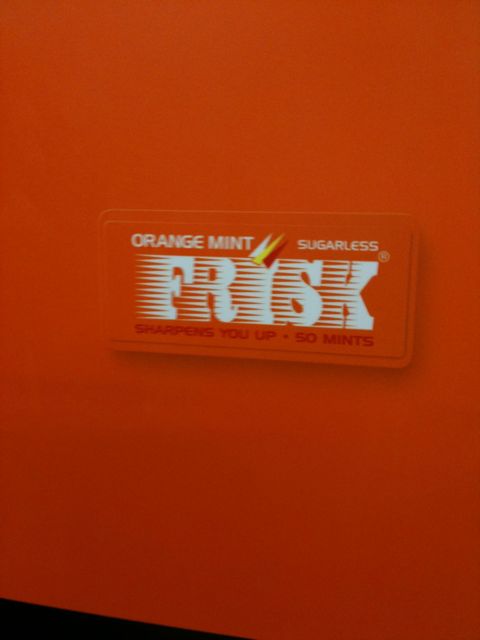 ORANGE MINT SUGARLESS
FRISK®
SHARPENS YOU UP • 50 MINTS